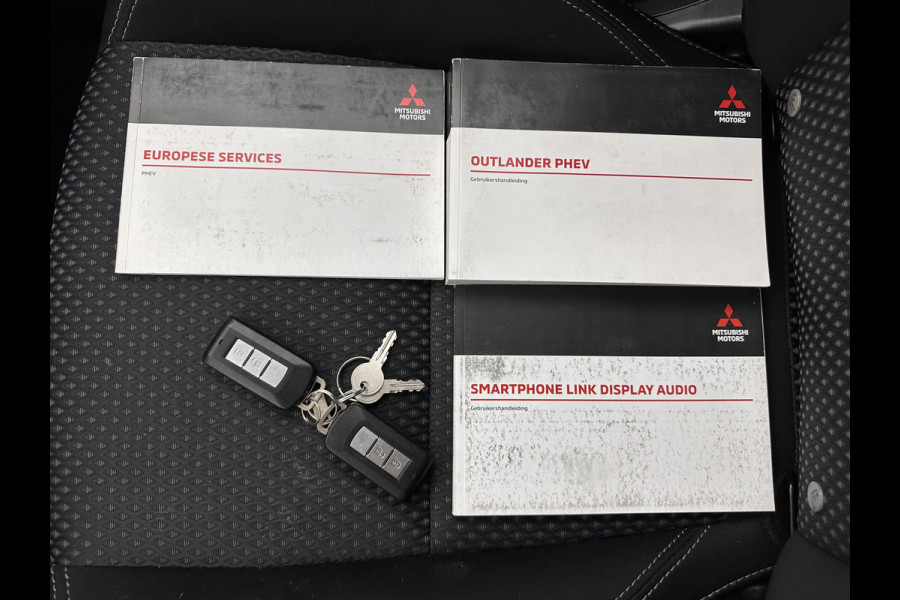 MITSUBISHI
MOTORS
EUROPESE SERVICES
PHEV
MITSUBISHI
MOTORS
OUTLANDER PHEV
Gebruikershandleiding
MITSUBISHI
MOTORS
SMARTPHONE LINK DISPLAY AUDIO
Gebruikershandleiding